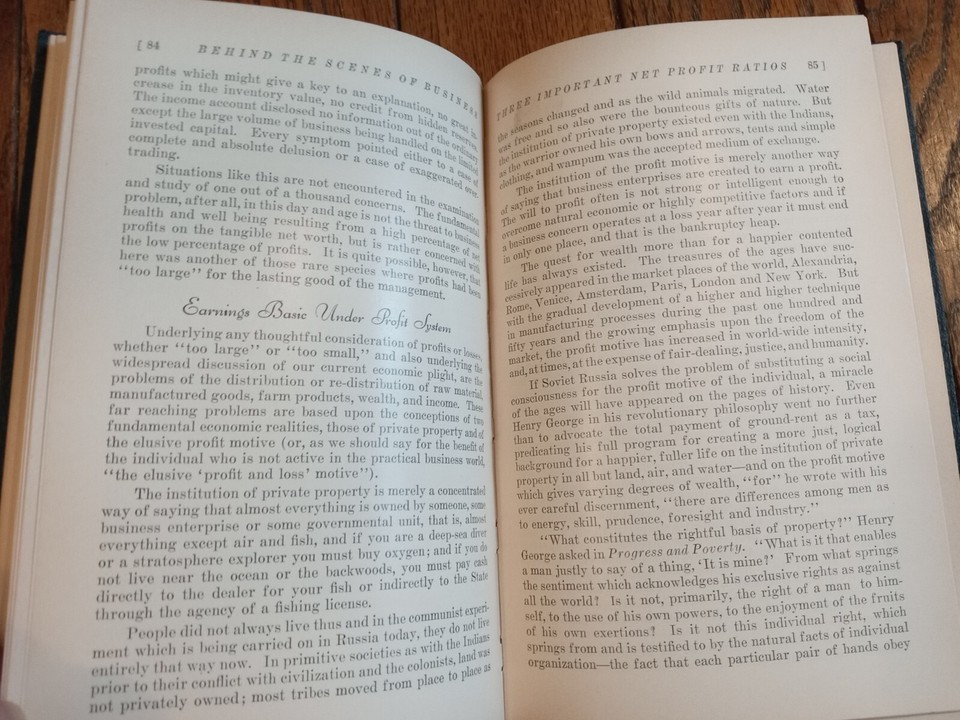 [ 84 BEHIND THE SCENES OF BUSINESS
profits which might give a key to an explanation, no great in-
crease in the inventory value, no credit from hidden reserves.
The income account disclosed no information out of the ordinary
except the large volume of business being handled on the limited
invested capital. Every symptom pointed either to a case of
complete and absolute delusion or a case of exaggerated over-
trading.
Situations like this are not encountered in the examination
and study of one out of a thousand concerns. The fundamental
problem, after all, in this day and age is not the threat to business
health and well being resulting from a high percentage of net
profits on the tangible net worth, but is rather concerned with
the low percentage of profits. It is quite possible, however, that
here was another of those rare species where profits had been
“too large” for the lasting good of the management.
Earnings Basic Under Profit System
Underlying any thoughtful consideration of profits or losses,
whether “too large” or “too small,” and also underlying the
widespread discussion of our current economic plight, are the
problems of the distribution or re-distribution of raw material,
manufactured goods, farm products, wealth, and income. These
far reaching problems are based upon the conceptions of two
fundamental economic realities, those of private property and of
the elusive profit motive (or, as we should say for the benefit of
the individual who is not active in the practical business world,
“the elusive ‘profit and loss’ motive”).
The institution of private property is merely a concentrated
way of saying that almost everything is owned by someone, some
business enterprise or some governmental unit, that is, almost
everything except air and fish, and if you are a deep-sea diver
or a stratosphere explorer you must buy oxygen; and if you do
not live near the ocean or the backwoods, you must pay cash
directly to the dealer for your fish or indirectly to the State
through the agency of a fishing license.
People did not always live thus and in the communist experi-
ment which is being carried on in Russia today, they do not live
entirely that way now. In primitive societies as with the Indians
prior to their conflict with civilization and the colonists, land was
not privately owned; most tribes moved from place to place as
THREE IMPORTANT NET PROFIT RATIOS 85 ]
the seasons changed and as the wild animals migrated. Water
was free and so also were the bounteous gifts of nature. But
the institution of private property existed even with the Indians,
as the warrior owned his own bows and arrows, tents and simple
clothing, and wampum was the accepted medium of exchange.
The institution of the profit motive is merely another way
of saying that business enterprises are created to earn a profit.
The will to profit often is not strong or intelligent enough to
overcome natural economic or highly competitive factors and if
a business concern operates at a loss year after year it must end
in only one place, and that is the bankruptcy heap.
The quest for wealth more than for a happier contented
life has always existed. The treasures of the ages have suc-
cessively appeared in the market places of the world, Alexandria,
Rome, Venice, Amsterdam, Paris, London and New York. But
with the gradual development of a higher and higher technique
in manufacturing processes during the past one hundred and
fifty years and the growing emphasis upon the freedom of the
market, the profit motive has increased in world-wide intensity,
and, at times, at the expense of fair-dealing, justice, and humanity.
If Soviet Russia solves the problem of substituting a social
consciousness for the profit motive of the individual, a miracle
of the ages will have appeared on the pages of history. Even
Henry George in his revolutionary philosophy went no further
than to advocate the total payment of ground-rent as a tax,
predicating his full program for creating a more just, logical
background for a happier, fuller life on the institution of private
property in all but land, air, and water—and on the profit motive
which gives varying degrees of wealth, “for” he wrote with his
ever careful discernment, “there are differences among men as
to energy, skill, prudence, foresight and industry.”
“What constitutes the rightful basis of property?” Henry
George asked in Progress and Poverty. “What is it that enables
a man justly to say of a thing, ‘It is mine?’ From what springs
the sentiment which acknowledges his exclusive rights as against
all the world? Is it not, primarily, the right of a man to him-
self, to the use of his own powers, to the enjoyment of the fruits
of his own exertions? Is it not this individual right, which
springs from and is testified to by the natural facts of individual
organization—the fact that each particular pair of hands obey